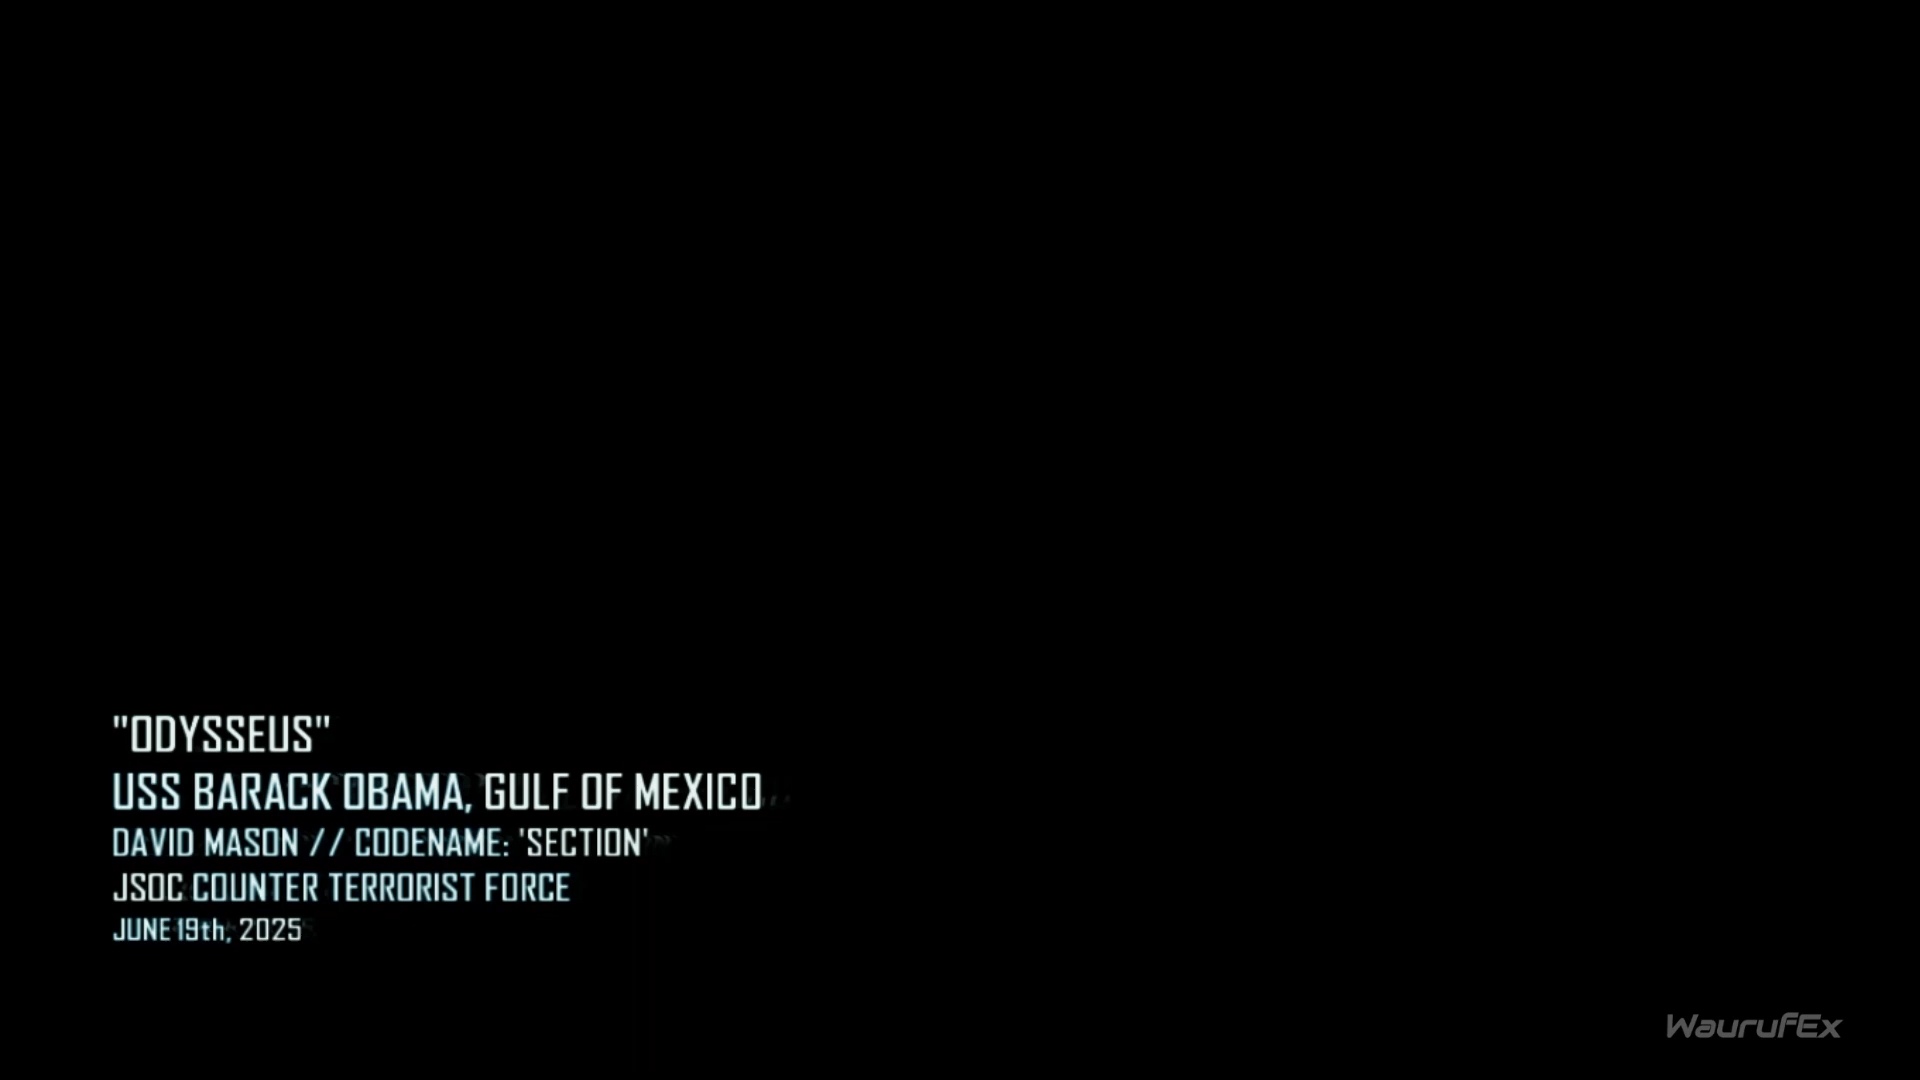 "ODYSSEUS"
USS BARACK OBAMA, GULF OF MEXICO
DAVID MASON // CODENAME: 'SECTION'
JSOC COUNTER TERRORIST FORCE
JUNE 19th, 2025
WaurufEx